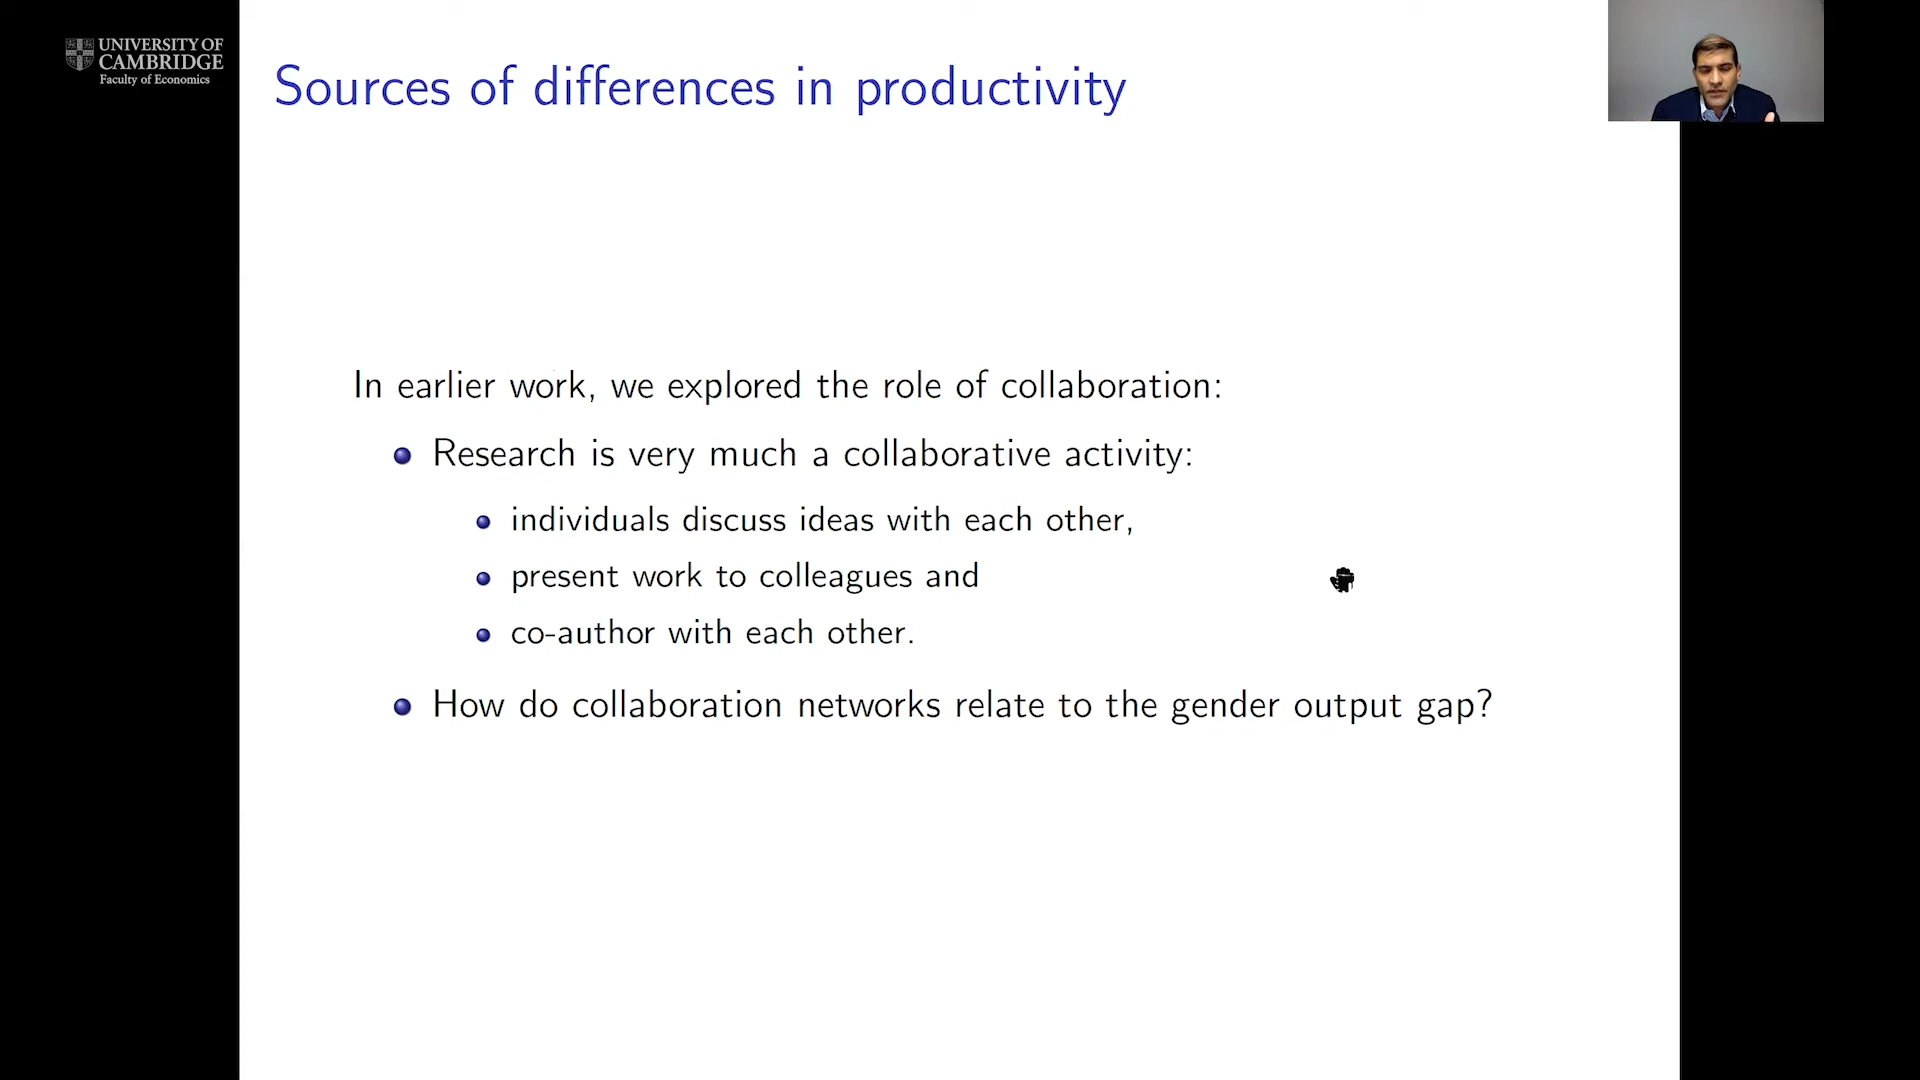 UNIVERSITY OF
CAMBRIDGE
Faculty of Economics
Sources of differences in productivity
In earlier work, we explored the role of collaboration:
Research is very much a collaborative activity:
individuals discuss ideas with each other,
present work to colleagues and
co-author with each other.
How do collaboration networks relate to the gender output gap?